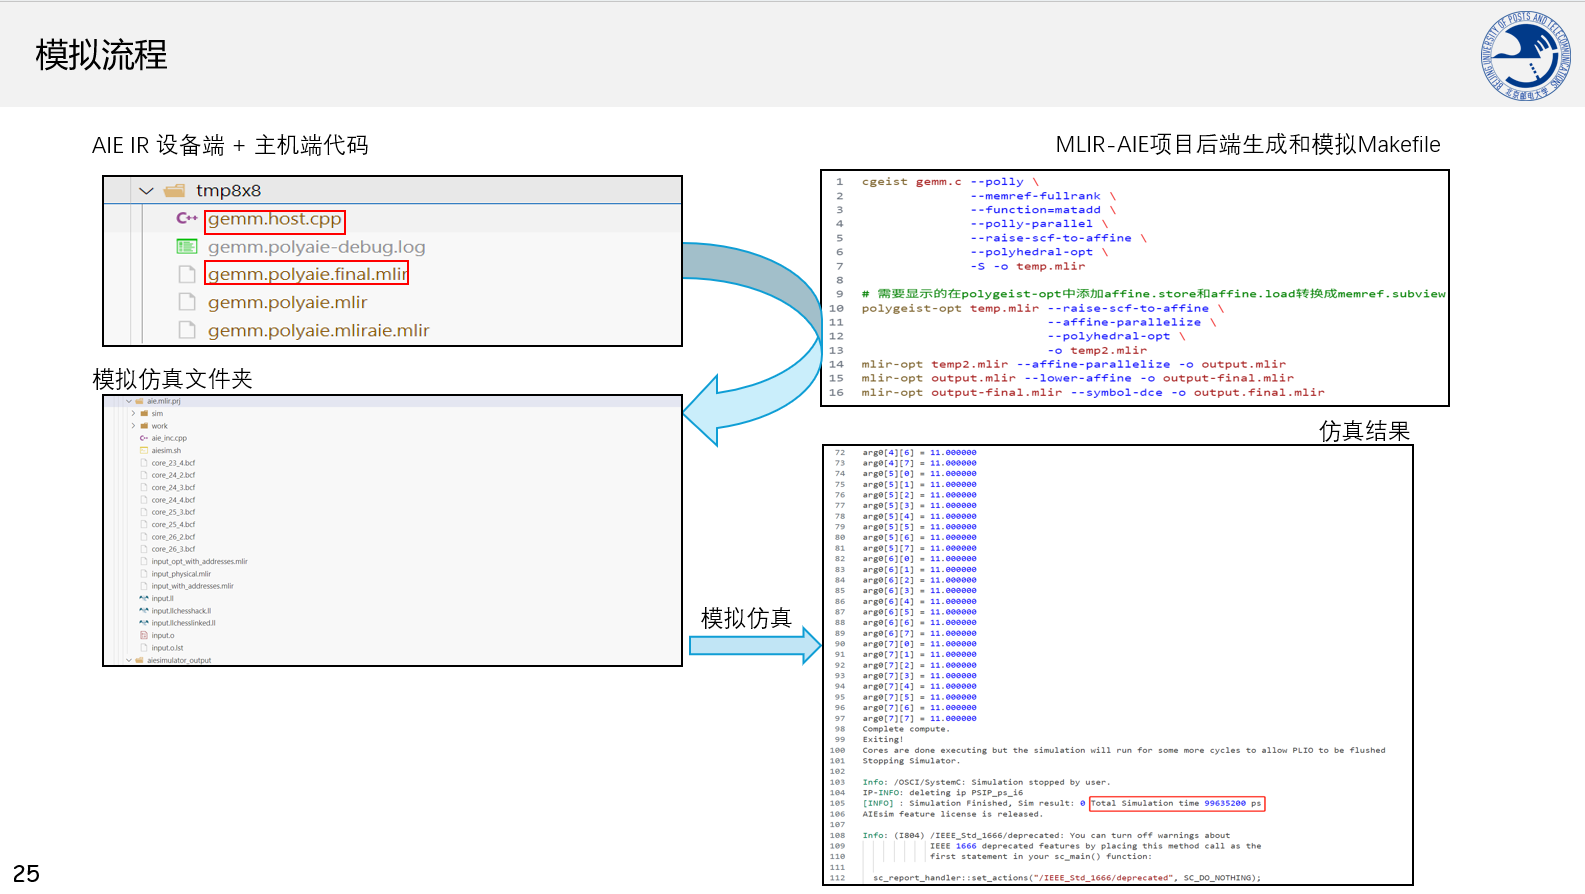 模拟流程
BEIJING UNIVERSITY OF POSTS AND TELECOMMUNICATIONS
北京邮电大学
AIE IR 设备端 + 主机端代码
tmp8x8
C++ gemm.host.cpp
gemm.polyaie-debug.log
gemm.polyaie.final.mlir
gemm.polyaie.mlir
gemm.polyaie.mliraie.mlir
MLIR-AIE项目后端生成和模拟Makefile
1 cgeist gemm.c --polly \
2 --memref-fullrank \
3 --function=matadd \
4 --polly-parallel \
5 --raise-scf-to-affine \
6 --polyhedral-opt \
7 -S -o temp.mlir
8
9 # 需要显示的在polygeist-opt中添加affine.store和affine.load转换成memref.subview
10 polygeist-opt temp.mlir --raise-scf-to-affine \
11 --affine-parallelize \
12 --polyhedral-opt \
13 -o temp2.mlir
14 mlir-opt temp2.mlir --affine-parallelize -o output.mlir
15 mlir-opt output.mlir --lower-affine -o output-final.mlir
16 mlir-opt output-final.mlir --symbol-dce -o output.final.mlir
模拟仿真文件夹
aie.mlir.prj
sim
work
C++ aie_inc.cpp
aiesim.sh
core_23_4.bcf
core_24_2.bcf
core_24_3.bcf
core_24_4.bcf
core_25_3.bcf
core_25_4.bcf
core_26_2.bcf
core_26_3.bcf
input_opt_with_addresses.mlir
input_physical.mlir
input_with_addresses.mlir
input.ll
input.llchesshack.ll
input.llchesslinked.ll
input.o
input.o.lst
aiesimulator_output
模拟仿真
仿真结果
72 arg0[4][6] = 11.000000
73 arg0[4][7] = 11.000000
74 arg0[5][0] = 11.000000
75 arg0[5][1] = 11.000000
76 arg0[5][2] = 11.000000
77 arg0[5][3] = 11.000000
78 arg0[5][4] = 11.000000
79 arg0[5][5] = 11.000000
80 arg0[5][6] = 11.000000
81 arg0[5][7] = 11.000000
82 arg0[6][0] = 11.000000
83 arg0[6][1] = 11.000000
84 arg0[6][2] = 11.000000
85 arg0[6][3] = 11.000000
86 arg0[6][4] = 11.000000
87 arg0[6][5] = 11.000000
88 arg0[6][6] = 11.000000
89 arg0[6][7] = 11.000000
90 arg0[7][0] = 11.000000
91 arg0[7][1] = 11.000000
92 arg0[7][2] = 11.000000
93 arg0[7][3] = 11.000000
94 arg0[7][4] = 11.000000
95 arg0[7][5] = 11.000000
96 arg0[7][6] = 11.000000
97 arg0[7][7] = 11.000000
98 Complete compute.
99 Exiting!
100 Cores are done executing but the simulation will run for some more cycles to allow PLIO to be flushed
101 Stopping Simulator.
102
103 Info: /OSCI/SystemC: Simulation stopped by user.
104 IP-INFO: deleting ip PSIP_ps_i6
105 [INFO] : Simulation Finished, Sim result: 0 Total Simulation time 99635200 ps
106 AIEsim feature license is released.
107
108 Info: (I804) /IEEE_Std_1666/deprecated: You can turn off warnings about
109 IEEE 1666 deprecated features by placing this method call as the
110 first statement in your sc_main() function:
111
112 sc_report_handler::set_actions("/IEEE_Std_1666/deprecated", SC_DO_NOTHING);
25